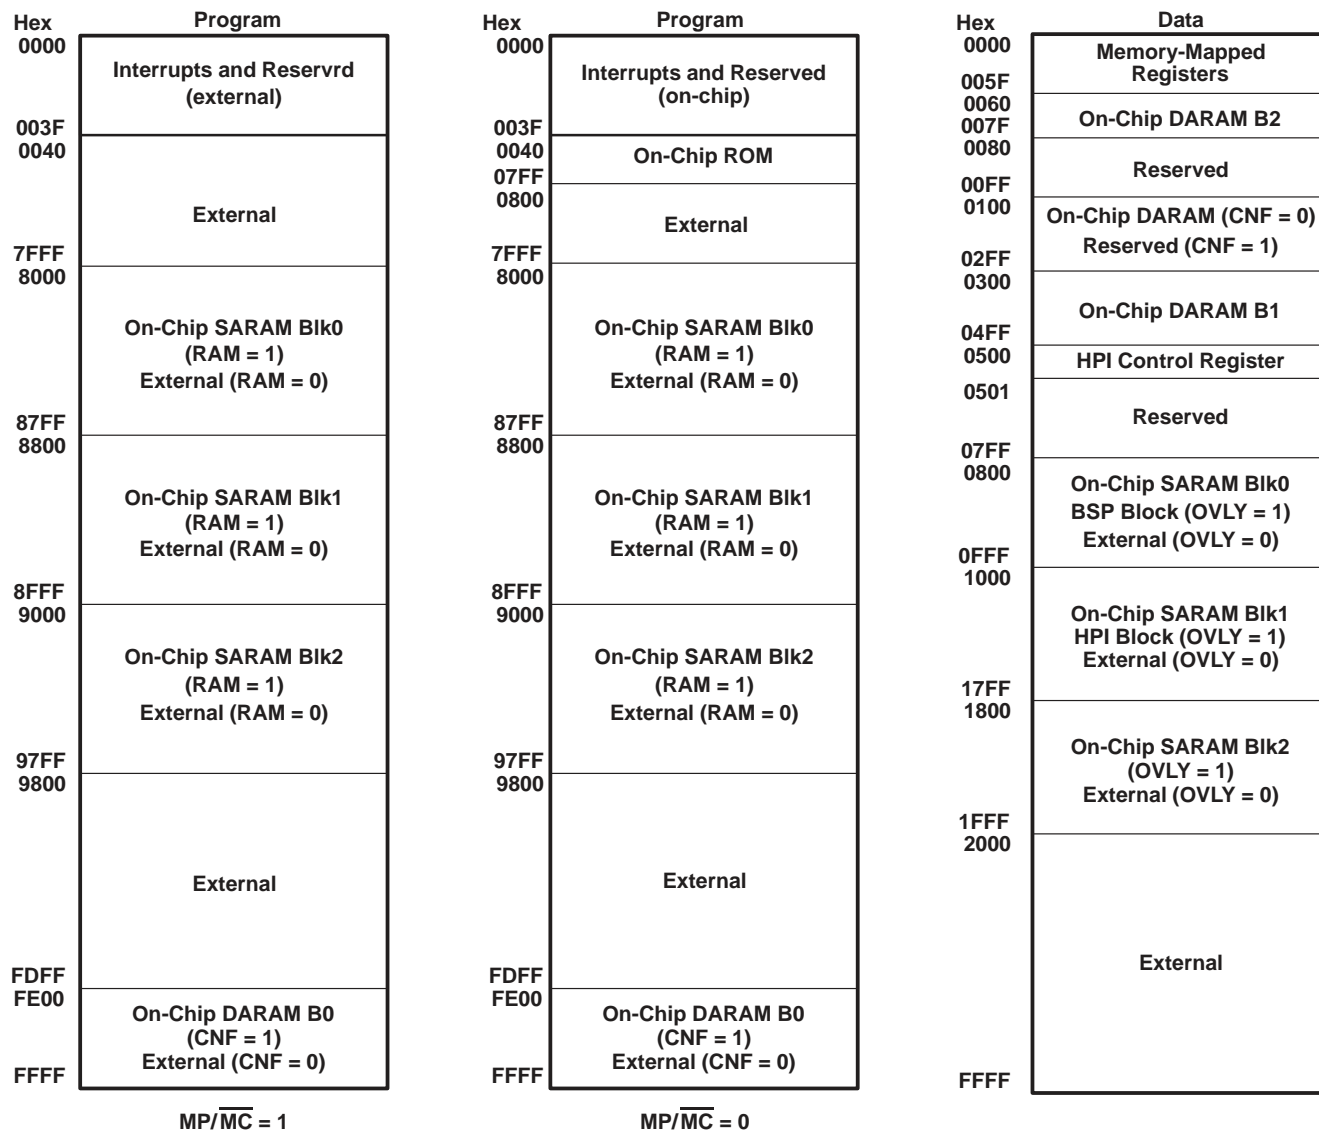 Hex
Program
0000
Interrupts and Reservrd
(external)
003F
0040
External
7FFF
8000
On-Chip SARAM Blk0
(RAM = 1)
External (RAM = 0)
87FF
8800
On-Chip SARAM Blk1
(RAM = 1)
External (RAM = 0)
8FFF
9000
On-Chip SARAM Blk2
(RAM = 1)
External (RAM = 0)
97FF
9800
External
FDFF
FE00
On-Chip DARAM B0
(CNF = 1)
External (CNF = 0)
FFFF
MP/MC = 1
Hex
Program
0000
Interrupts and Reserved
(on-chip)
003F
0040
On-Chip ROM
07FF
0800
External
7FFF
8000
On-Chip SARAM Blk0
(RAM = 1)
External (RAM = 0)
87FF
8800
On-Chip SARAM Blk1
(RAM = 1)
External (RAM = 0)
8FFF
9000
On-Chip SARAM Blk2
(RAM = 1)
External (RAM = 0)
97FF
9800
External
FDFF
FE00
On-Chip DARAM B0
(CNF = 1)
External (CNF = 0)
FFFF
MP/MC = 0
Hex
Data
0000
Memory-Mapped
Registers
005F
0060
On-Chip DARAM B2
007F
0080
Reserved
00FF
0100
On-Chip DARAM (CNF = 0)
Reserved (CNF = 1)
02FF
0300
On-Chip DARAM B1
04FF
0500
HPI Control Register
0501
Reserved
07FF
0800
On-Chip SARAM Blk0
BSP Block (OVLY = 1)
External (OVLY = 0)
0FFF
1000
On-Chip SARAM Blk1
HPI Block (OVLY = 1)
External (OVLY = 0)
17FF
1800
On-Chip SARAM Blk2
(OVLY = 1)
External (OVLY = 0)
1FFF
2000
External
FFFF